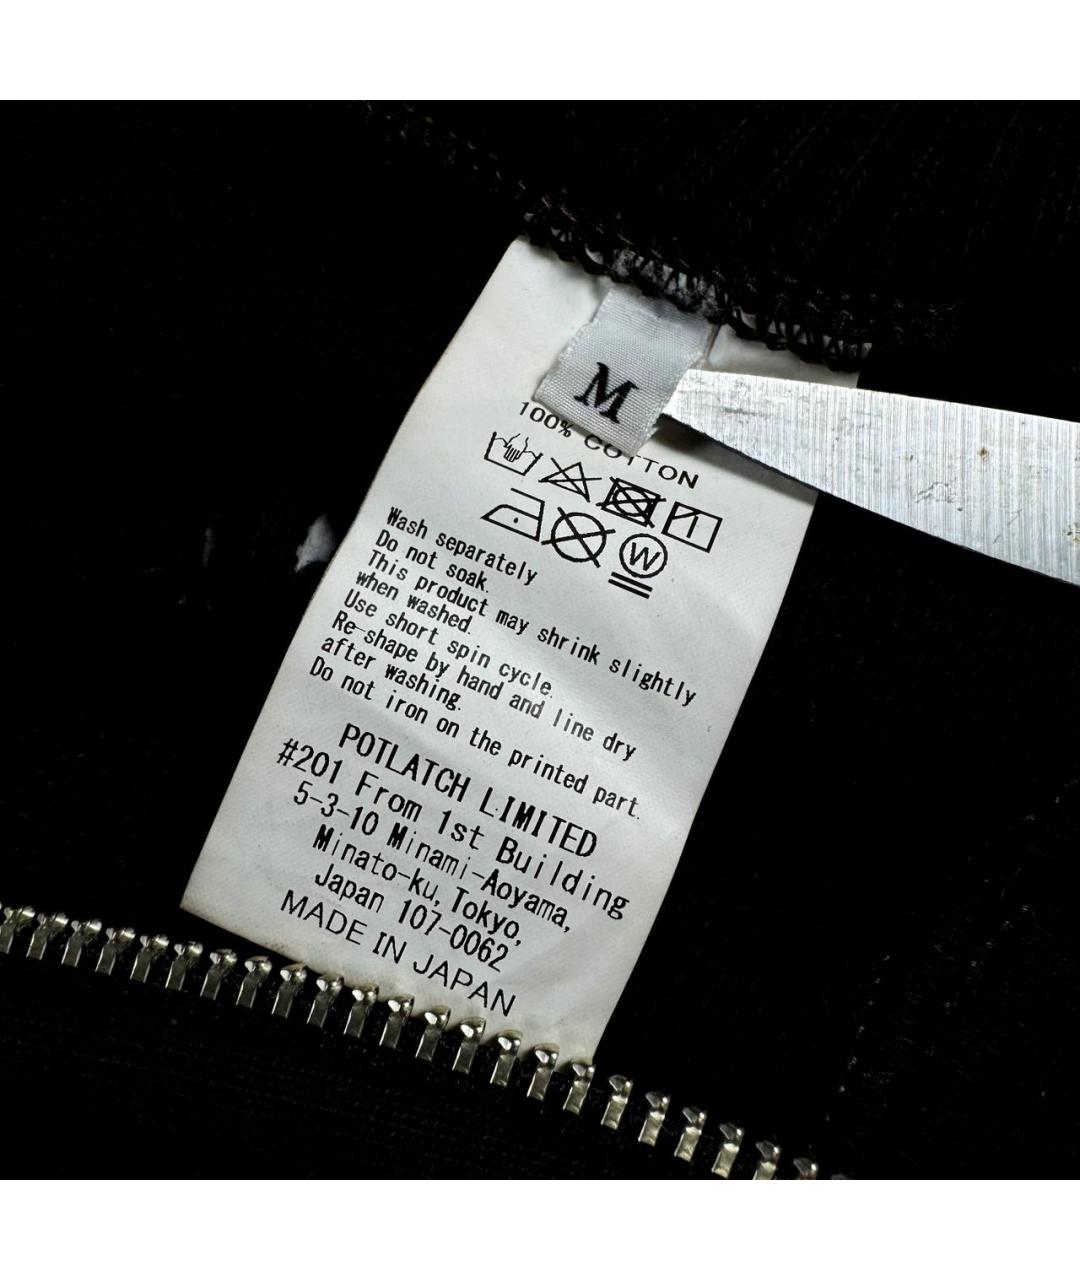 M
100% COTTON
W
Wash separately
Do not soak.
This product may shrink slightly
when washed.
Use short spin cycle.
Re-shape by hand and line dry
after washing.
Do not iron on the printed part.
POTLATCH LIMITED
#201 From 1st Building
5-3-10 Minami-Aoyama,
Minato-ku, Tokyo,
Japan 107-0062
MADE IN JAPAN